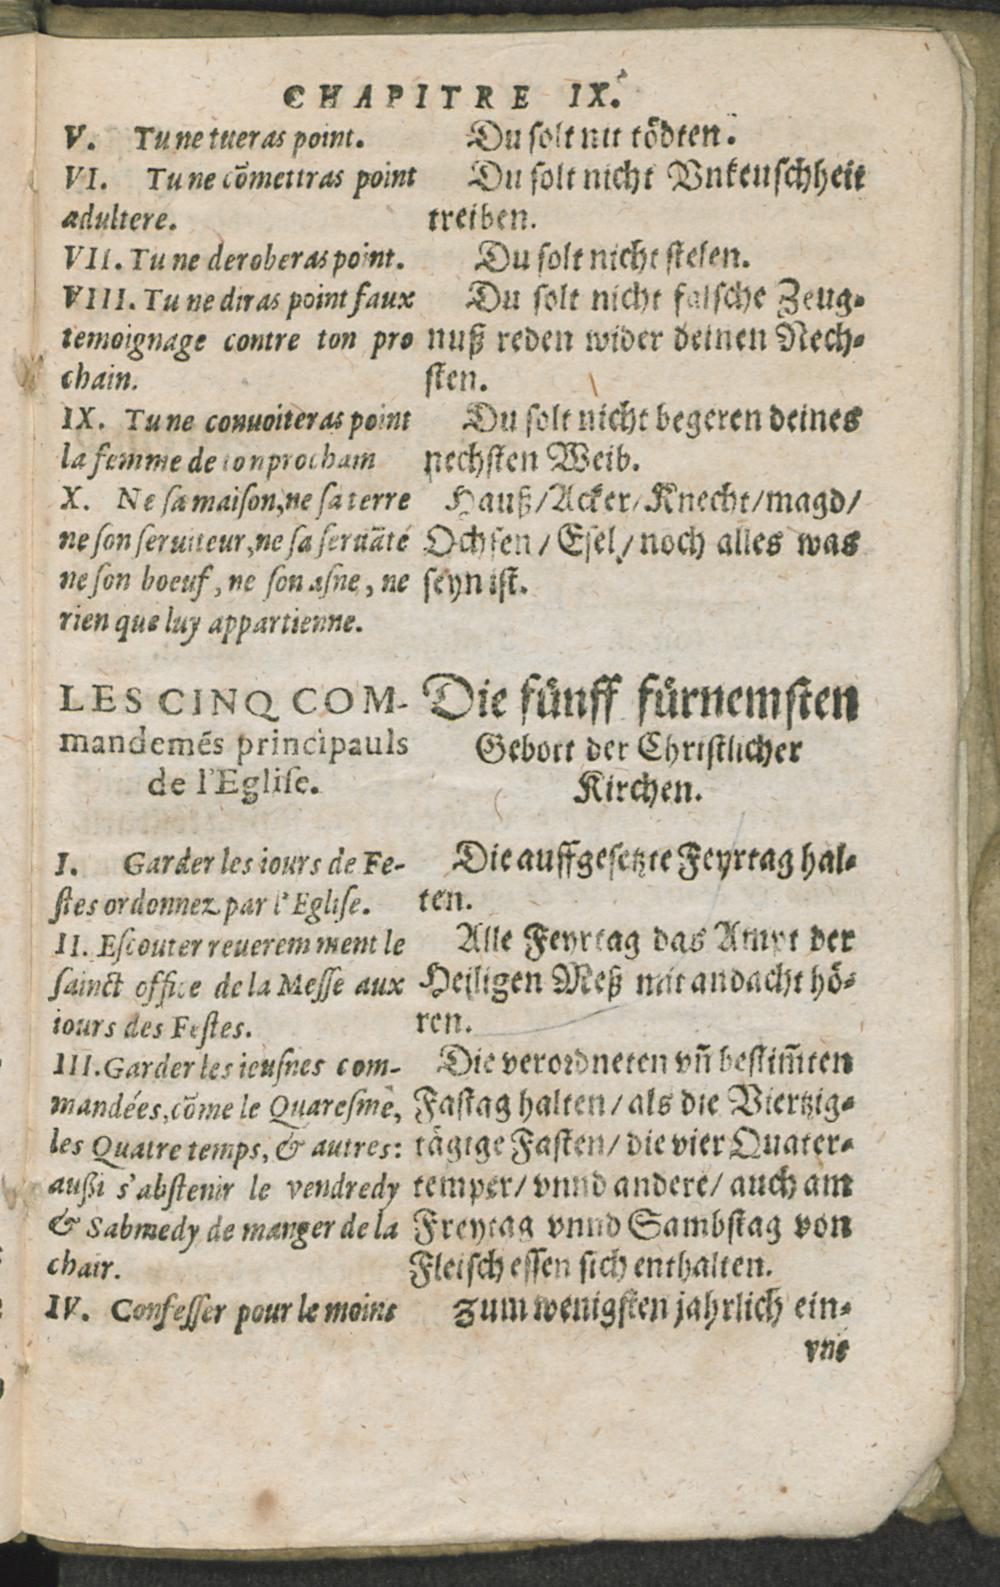 CHAPITRE IX.
V. Tu ne tueras point.
VI. Tu ne cõmettras point
adultere.
VII. Tu ne deroberas point.
VIII. Tu ne diras point faux
temoignage contre ton pro
chain.
IX. Tu ne conuoiteras point
la femme de ton prochain
X. Ne sa maison, ne sa terre
ne son seruiteur, ne sa seruãte
ne son boeuf, ne son asne, ne
rien que luy appartienne.
LES CINQ COM-
mandemẽs principauls
de l'Eglise.
I. Garder les iours de Fe-
stes ordonnez par l'Eglise.
II. Escouter reueremment le
sainct office de la Messe aux
iours des Festes.
III. Garder les ieusnes com-
mandées, cõme le Quaresme,
les Quatre temps, & autres:
aussi s'abstenir le vendredy
& Sabmedy de manger de la
chair.
IV. Confesser pour le moins
Du solt nit tödten.
Du solt nicht Vnkeuschheit
treiben.
Du solt nicht stelen.
Du solt nicht falsche Zeug-
nuß reden wider deinen Nech-
sten.
Du solt nicht begeren deines
nechsten Weib.
Hauß/Acker/Knecht/magd/
Ochsen/Esel/noch alles was
seyn ist.
Die fünff fürnemsten
Gebott der Christlicher
Kirchen.
Die auffgesetzte Feyrtag hal-
ten.
Alle Feyrtag das Ampt der
Heiligen Meß mit andacht hö-
ren.
Die verordneten vñ bestim̃ten
Fastag halten/als die Viertzig-
tägige Fasten/die vier Quater-
temper/vnnd andere/auch am
Freytag vnnd Sambstag von
Fleisch essen sich enthalten.
Zum wenigsten jahrlich ein-
vne